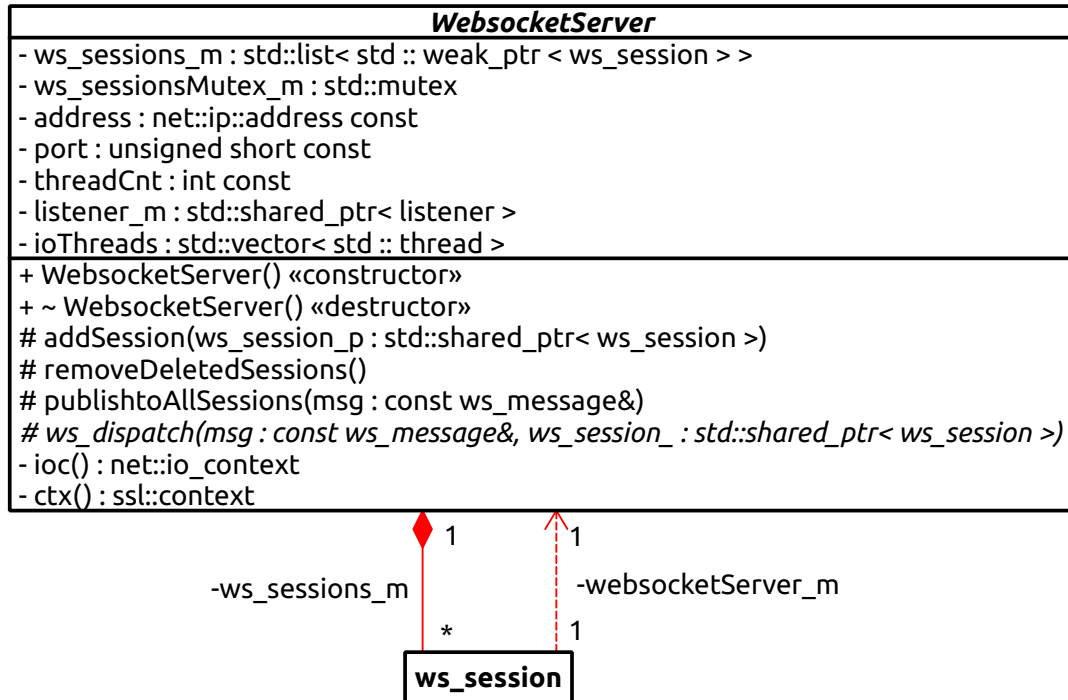 WebsocketServer
- ws_sessions_m : std::list< std :: weak_ptr < ws_session > >
- ws_sessionsMutex_m : std::mutex
- address : net::ip::address const
- port : unsigned short const
- threadCnt : int const
- listener_m : std::shared_ptr< listener >
- ioThreads : std::vector< std :: thread >
+ WebsocketServer() «constructor»
+ ~ WebsocketServer() «destructor»
# addSession(ws_session_p : std::shared_ptr< ws_session >)
# removeDeletedSessions()
# publishtoAllSessions(msg : const ws_message&)
# ws_dispatch(msg : const ws_message&, ws_session_ : std::shared_ptr< ws_session >)
- ioc() : net::io_context
- ctx() : ssl::context
1 1
-ws_sessions_m -websocketServer_m
* 1
ws_session